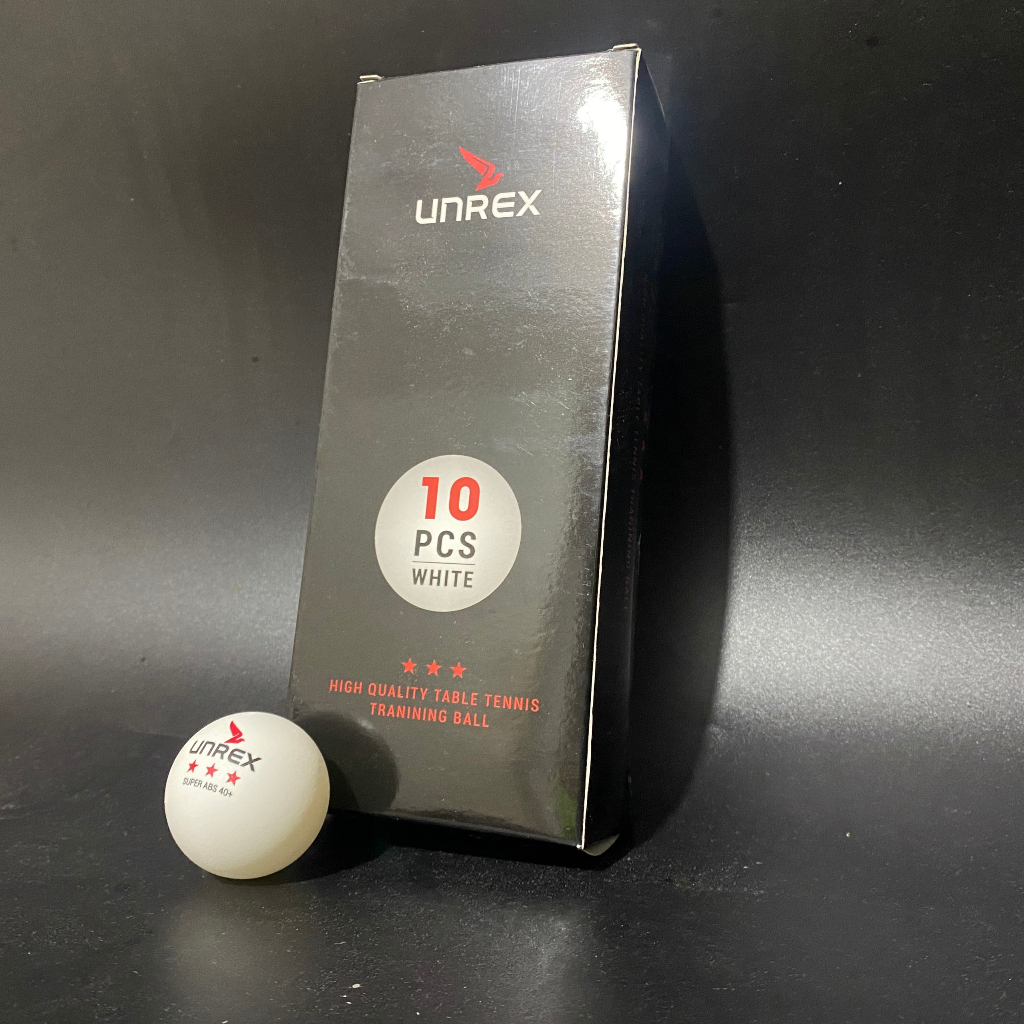 UNREX
10
PCS
WHITE
HIGH QUALITY TABLE TENNIS
TRANINING BALL
UNREX
SUPER ABS 40+